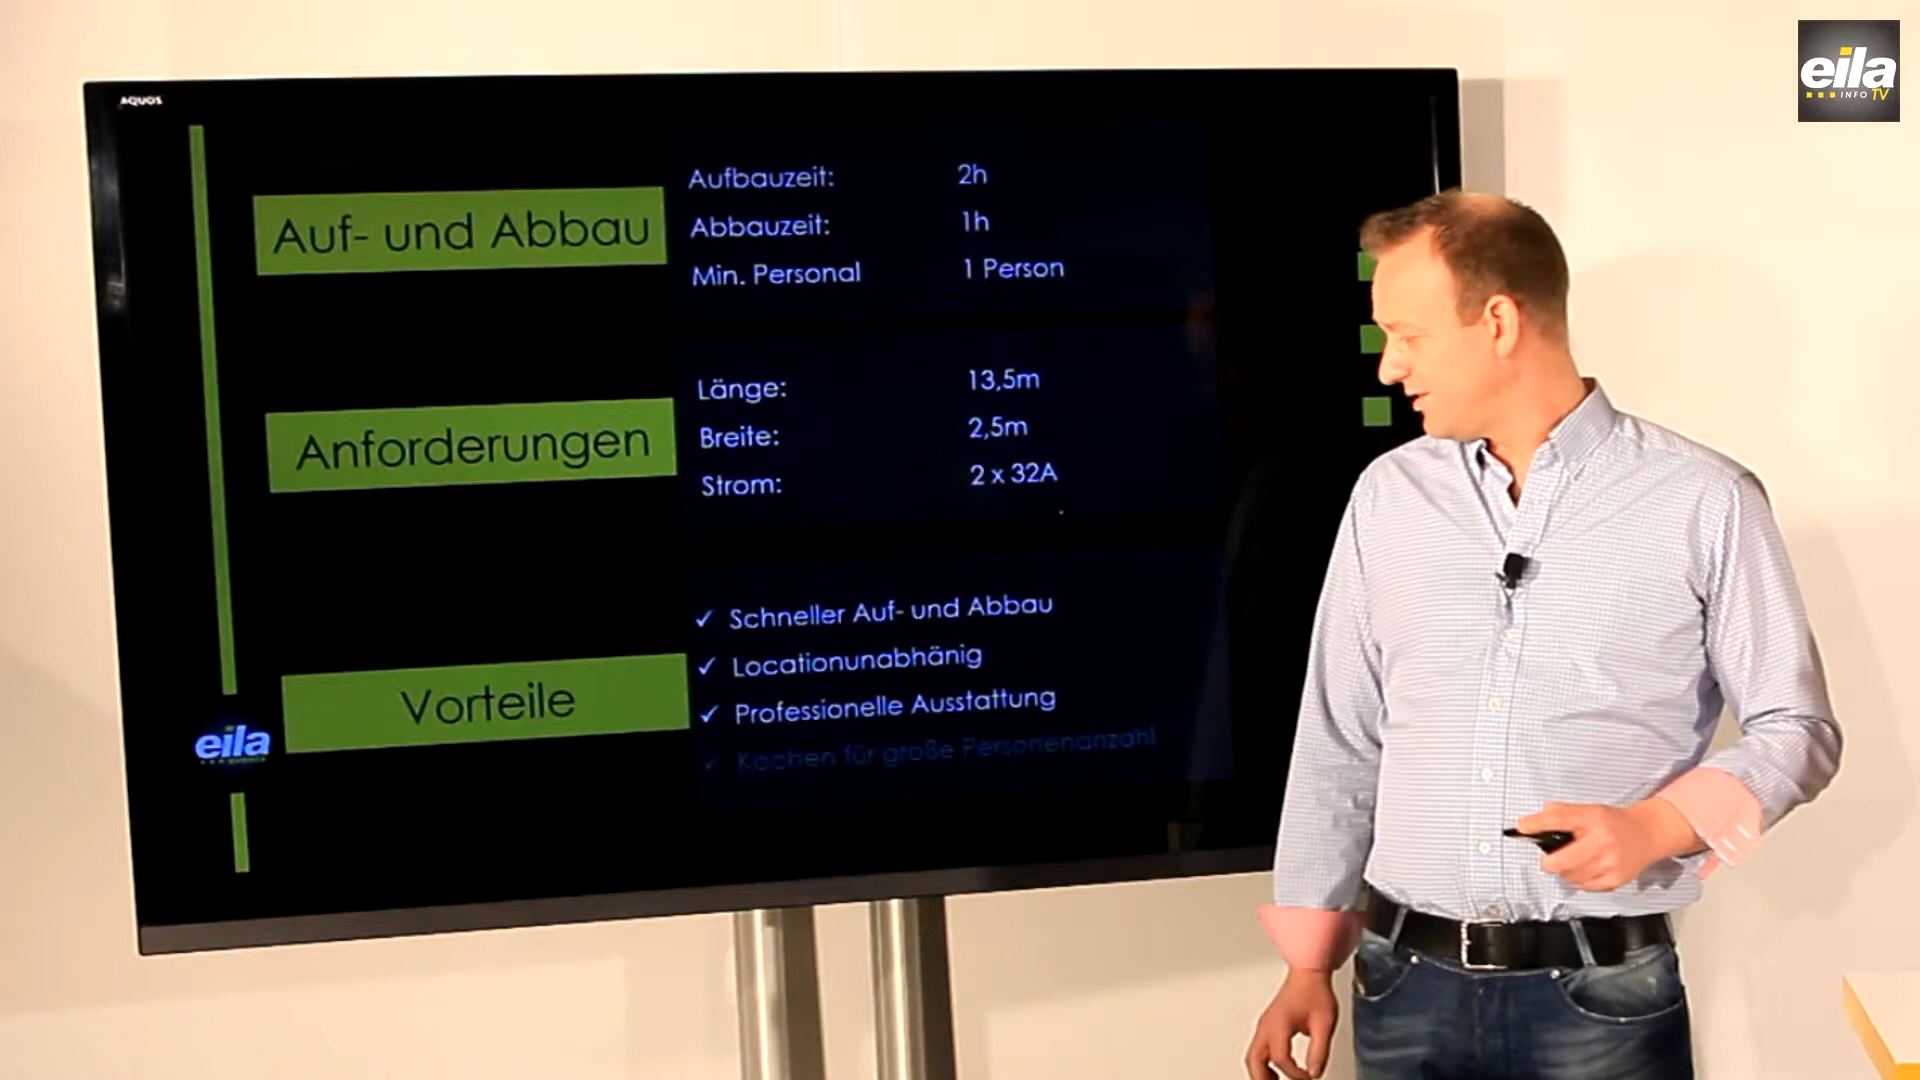 AQUOS
eila
INFO TV
Auf- und Abbau
Aufbauzeit: 2h
Abbauzeit: 1h
Min. Personal 1 Person
Anforderungen
Länge: 13,5m
Breite: 2,5m
Strom: 2 x 32A
Vorteile
✓ Schneller Auf- und Abbau
✓ Locationunabhänig
✓ Professionelle Ausstattung
✓ Kochen für große Personenanzahl
eila